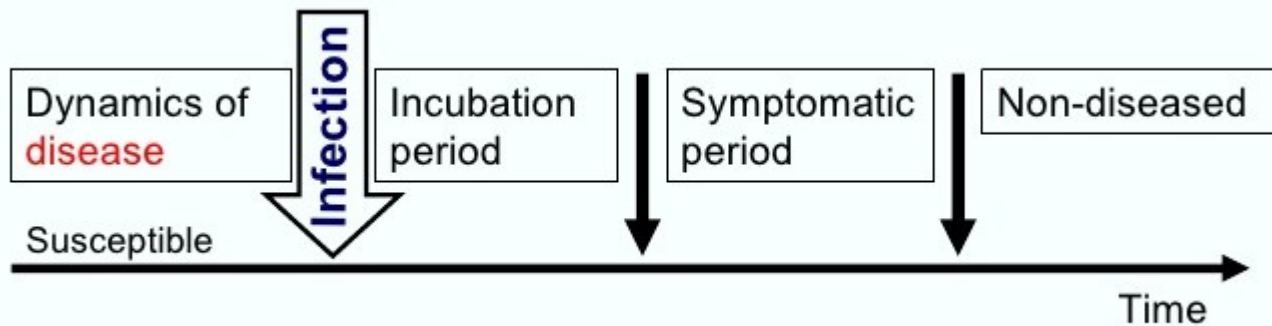 Dynamics of
disease
Infection
Incubation
period
Symptomatic
period
Non-diseased
Susceptible
Time